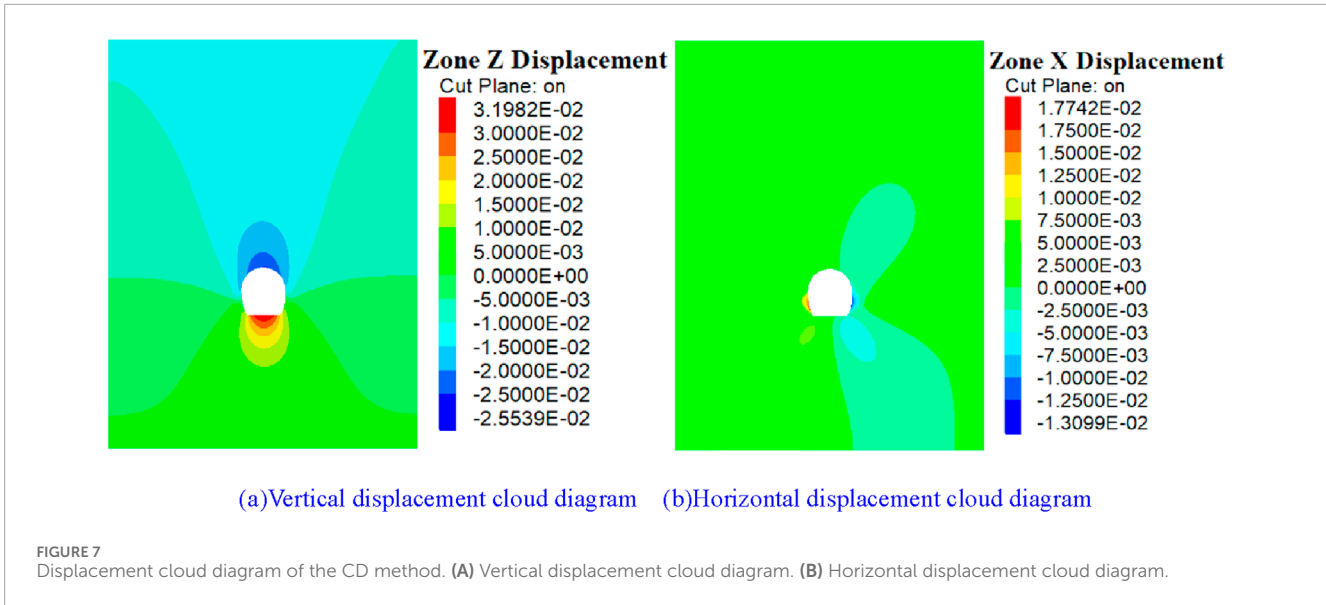 Zone Z Displacement
Cut Plane: on
3.1982E-02
3.0000E-02
2.5000E-02
2.0000E-02
1.5000E-02
1.0000E-02
5.0000E-03
0.0000E+00
-5.0000E-03
-1.0000E-02
-1.5000E-02
-2.0000E-02
-2.5000E-02
-2.5539E-02
Zone X Displacement
Cut Plane: on
1.7742E-02
1.7500E-02
1.5000E-02
1.2500E-02
1.0000E-02
7.5000E-03
5.0000E-03
2.5000E-03
0.0000E+00
-2.5000E-03
-5.0000E-03
-7.5000E-03
-1.0000E-02
-1.2500E-02
-1.3099E-02
(a)Vertical displacement cloud diagram
(b)Horizontal displacement cloud diagram
FIGURE 7
Displacement cloud diagram of the CD method. (A) Vertical displacement cloud diagram. (B) Horizontal displacement cloud diagram.